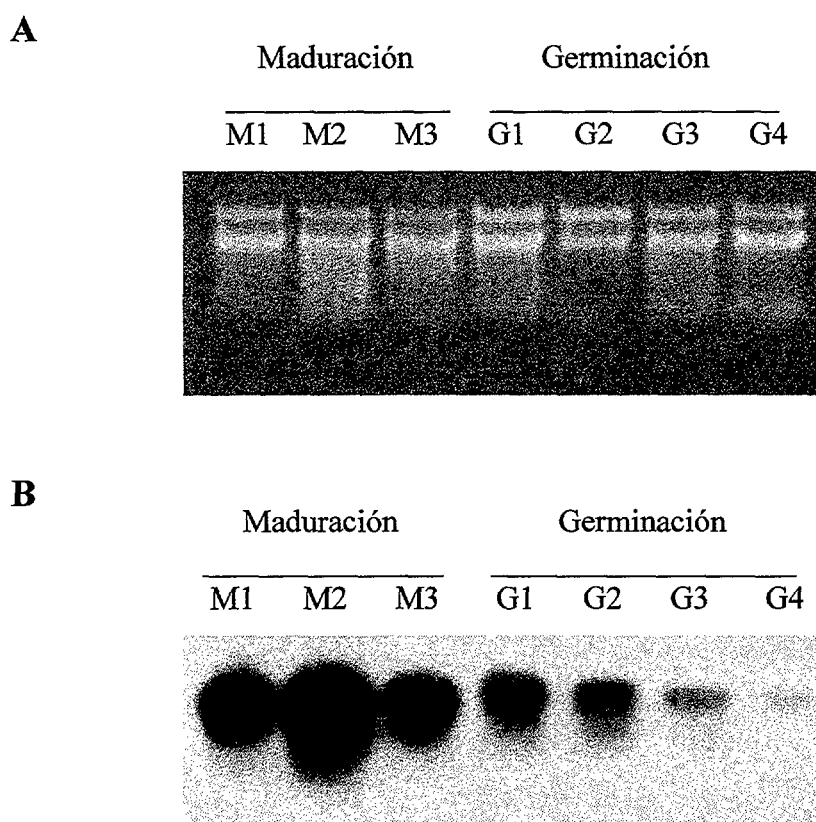 A
Maduración Germinación
M1 M2 M3 G1 G2 G3 G4
B
Maduración Germinación
M1 M2 M3 G1 G2 G3 G4